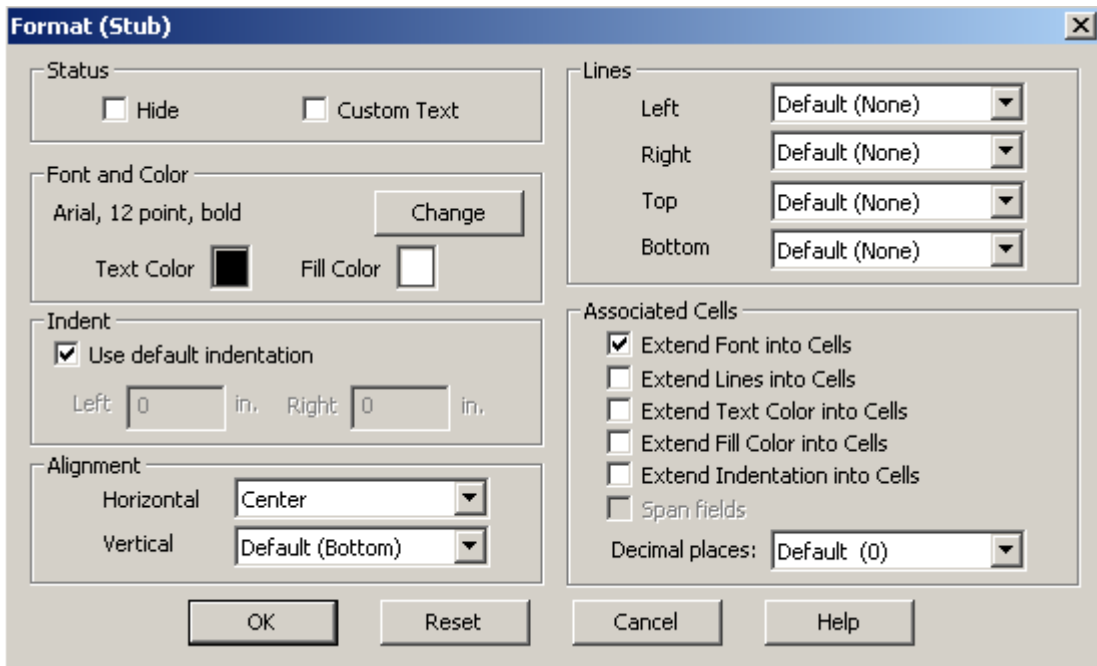 Format (Stub)
Status
Hide
Custom Text
Font and Color
Arial, 12 point, bold
Change
Text Color
Fill Color
Indent
Use default indentation
Left 0 in. Right 0 in.
Alignment
Horizontal Center
Vertical Default (Bottom)
Lines
Left Default (None)
Right Default (None)
Top Default (None)
Bottom Default (None)
Associated Cells
Extend Font into Cells
Extend Lines into Cells
Extend Text Color into Cells
Extend Fill Color into Cells
Extend Indentation into Cells
Span fields
Decimal places: Default (0)
OK Reset Cancel Help